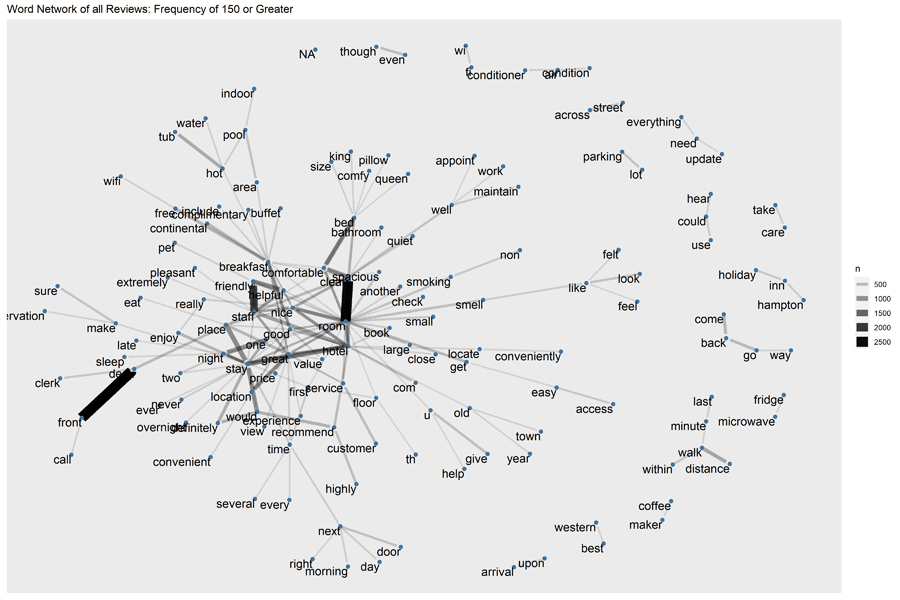 Word Network of all Reviews: Frequency of 150 or Greater
NA
though
even
wi
fi
conditioner
air
condition
indoor
water
tub
pool
hot
area
wifi
across
street
everything
need
update
parking
lot
king
size
pillow
comfy
queen
appoint
work
maintain
well
hear
could
use
take
care
free
include
complimentary
buffet
continental
bed
bathroom
quiet
pet
breakfast
comfortable
pleasant
extremely
friendly
helpful
clean
spacious
another
smoking
non
felt
look
like
feel
holiday
inn
hampton
sure
ervation
make
eat
really
nice
staff
check
smell
small
place
room
book
good
come
back
go
way
late
enjoy
one
hotel
large
close
locate
get
conveniently
sleep
night
great
value
stay
price
clerk
two
location
first
service
com
easy
access
front
ever
never
floor
u
old
last
minute
fridge
microwave
overnight
definitely
would
view
experience
recommend
town
call
convenient
time
customer
th
give
help
year
walk
within
distance
highly
several
every
coffee
maker
next
door
right
morning
day
western
best
arrival
upon
n
500
1000
1500
2000
2500